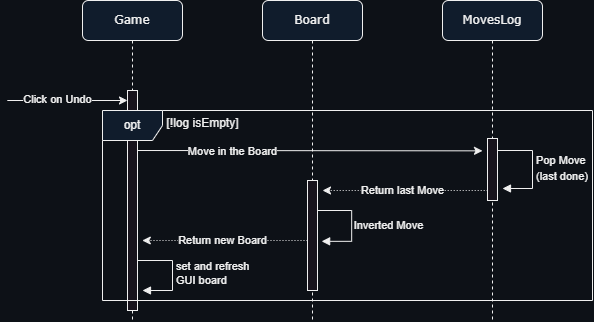 Game
Board
MovesLog
Click on Undo
opt
[!log isEmpty]
Move in the Board
Pop Move
(last done)
Return last Move
Inverted Move
Return new Board
set and refresh
GUI board